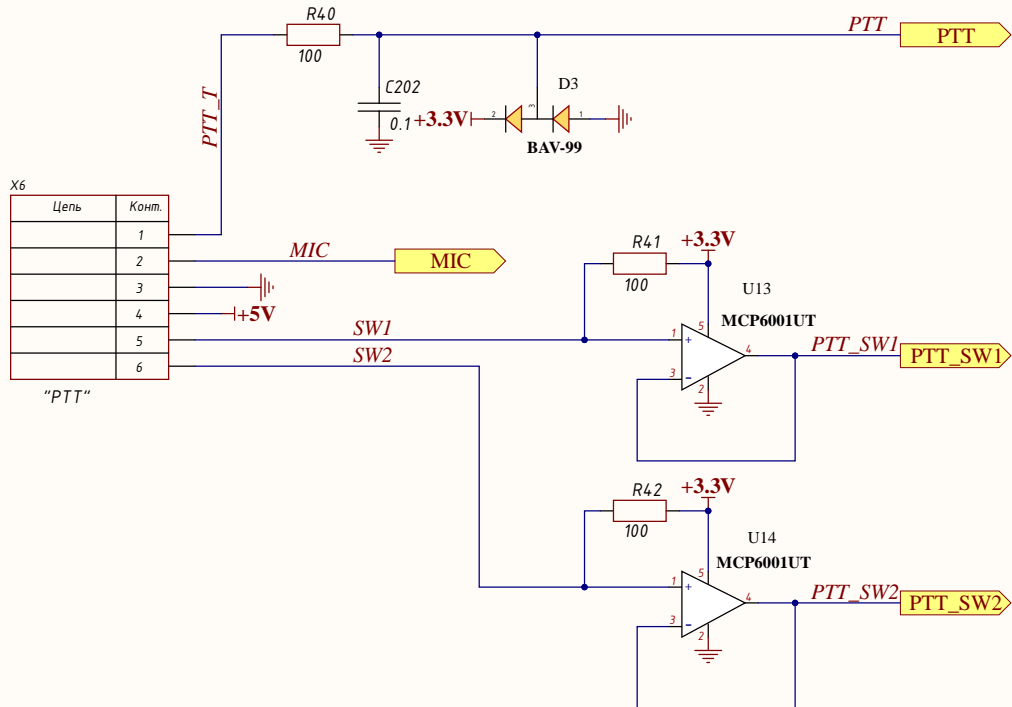 R40
100
PTT
PTT
PTT_T
C202
0.1
+3.3V
2
3
1
D3
BAV-99
X6
Цепь
Конт.
1
2
3
4
5
6
"PTT"
MIC
MIC
+5V
SW1
SW2
R41
100
+3.3V
U13
MCP6001UT
1
+
3
-
5
2
4
PTT_SW1
PTT_SW1
R42
100
+3.3V
U14
MCP6001UT
1
+
3
-
5
2
4
PTT_SW2
PTT_SW2